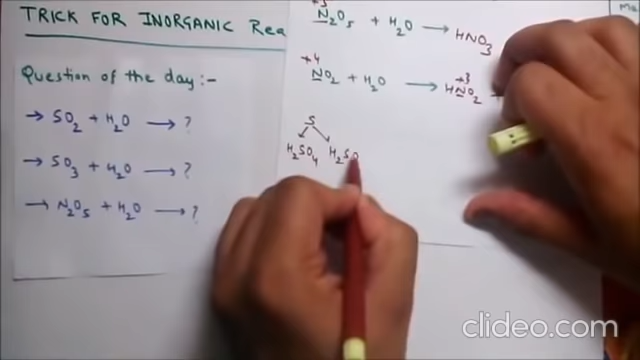 TRICK FOR INORGANIC Rea
Question of the day:-
→ SO₂ + H₂O → ?
→ SO₃ + H₂O → ?
→ N₂O₅ + H₂O → ?
N₂O₅ + H₂O → HNO₃
+4 +3
NO₂ + H₂O → HNO₂
S
H₂SO₄ H₂SO
clideo.com